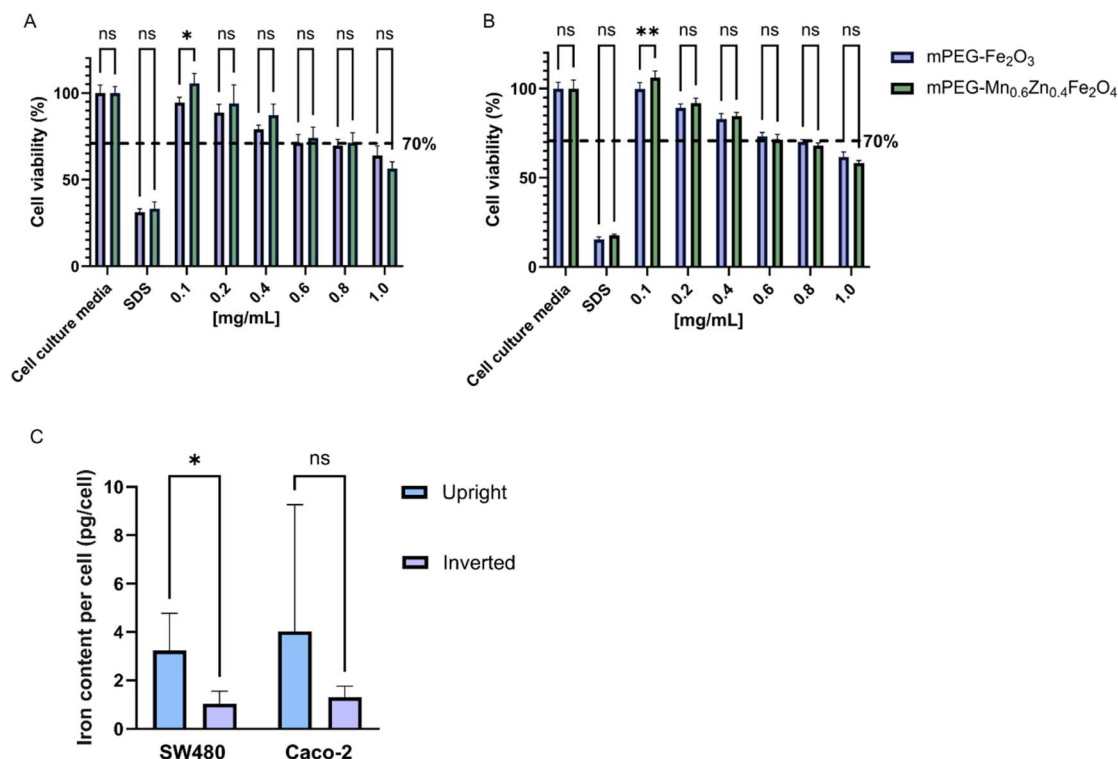 A
ns ns * ns ns ns ns ns
Cell viability (%)
100
50
0
70%
Cell culture media SDS 0.1 0.2 0.4 0.6 0.8 1.0
[mg/mL]
B
ns ns ** ns ns ns ns ns
Cell viability (%)
100
50
0
70%
Cell culture media SDS 0.1 0.2 0.4 0.6 0.8 1.0
[mg/mL]
mPEG-Fe₂O₃
mPEG-Mn₀.₆Zn₀.₄Fe₂O₄
C
* ns
Iron content per cell (pg/cell)
10
8
6
4
2
0
SW480 Caco-2
Upright
Inverted